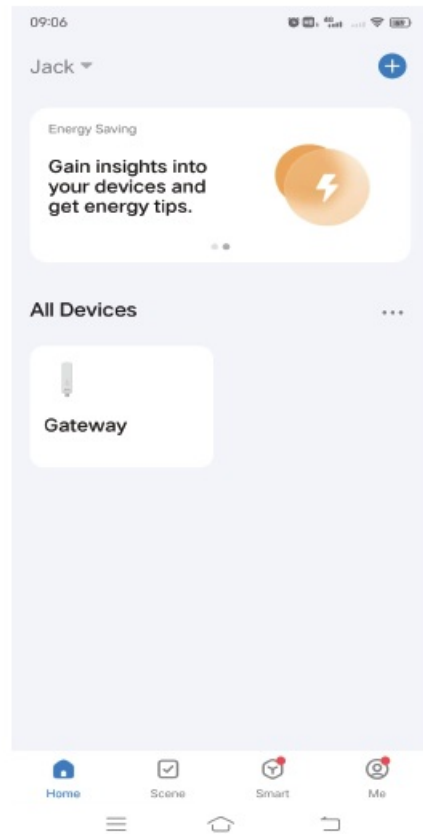 09:06
Jack
Energy Saving
Gain insights into
your devices and
get energy tips.
All Devices
Gateway
Home
Scene
Smart
Me